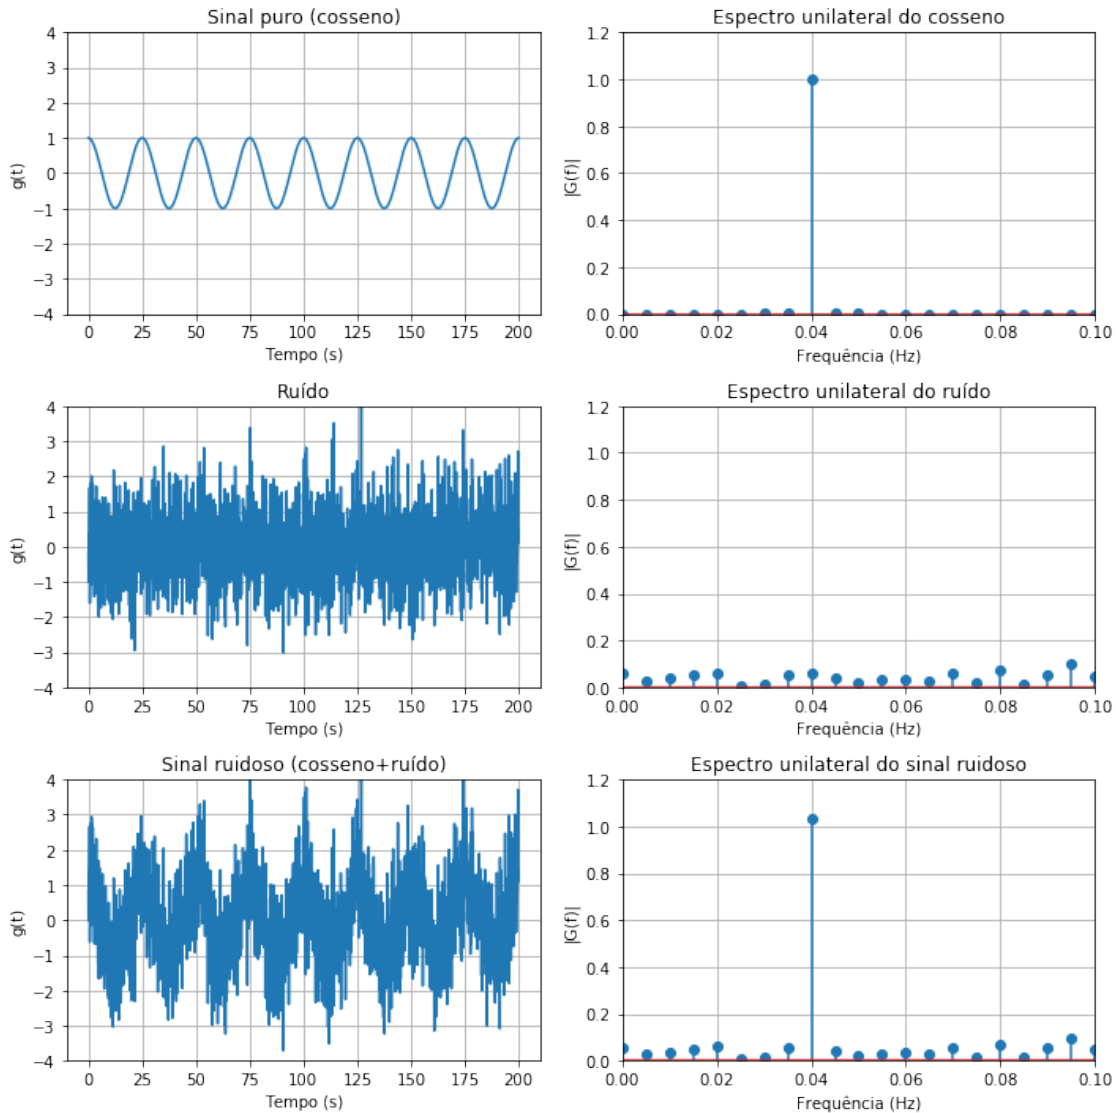 Sinal puro (cosseno)
4
3
2
1
0
−1
−2
−3
−4
g(t)
0 25 50 75 100 125 150 175 200
Tempo (s)
Espectro unilateral do cosseno
1.2
1.0
0.8
0.6
0.4
0.2
0.0
|G(f)|
0.00 0.02 0.04 0.06 0.08 0.10
Frequência (Hz)
Ruído
4
3
2
1
0
−1
−2
−3
−4
g(t)
0 25 50 75 100 125 150 175 200
Tempo (s)
Espectro unilateral do ruído
1.2
1.0
0.8
0.6
0.4
0.2
0.0
|G(f)|
0.00 0.02 0.04 0.06 0.08 0.10
Frequência (Hz)
Sinal ruidoso (cosseno+ruído)
4
3
2
1
0
−1
−2
−3
−4
g(t)
0 25 50 75 100 125 150 175 200
Tempo (s)
Espectro unilateral do sinal ruidoso
1.2
1.0
0.8
0.6
0.4
0.2
0.0
|G(f)|
0.00 0.02 0.04 0.06 0.08 0.10
Frequência (Hz)